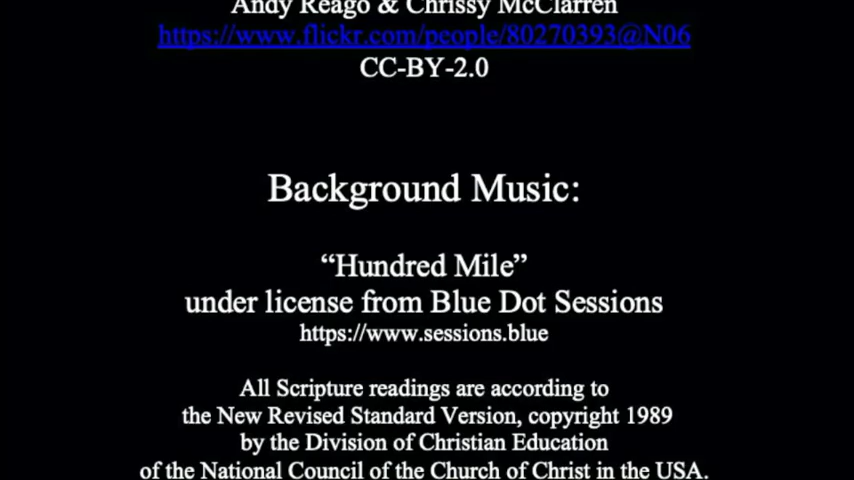 Andy Reago & Chrissy McClarren
https://www.flickr.com/people/80270393@N06
CC-BY-2.0
Background Music:
“Hundred Mile”
under license from Blue Dot Sessions
https://www.sessions.blue
All Scripture readings are according to
the New Revised Standard Version, copyright 1989
by the Division of Christian Education
of the National Council of the Church of Christ in the USA.